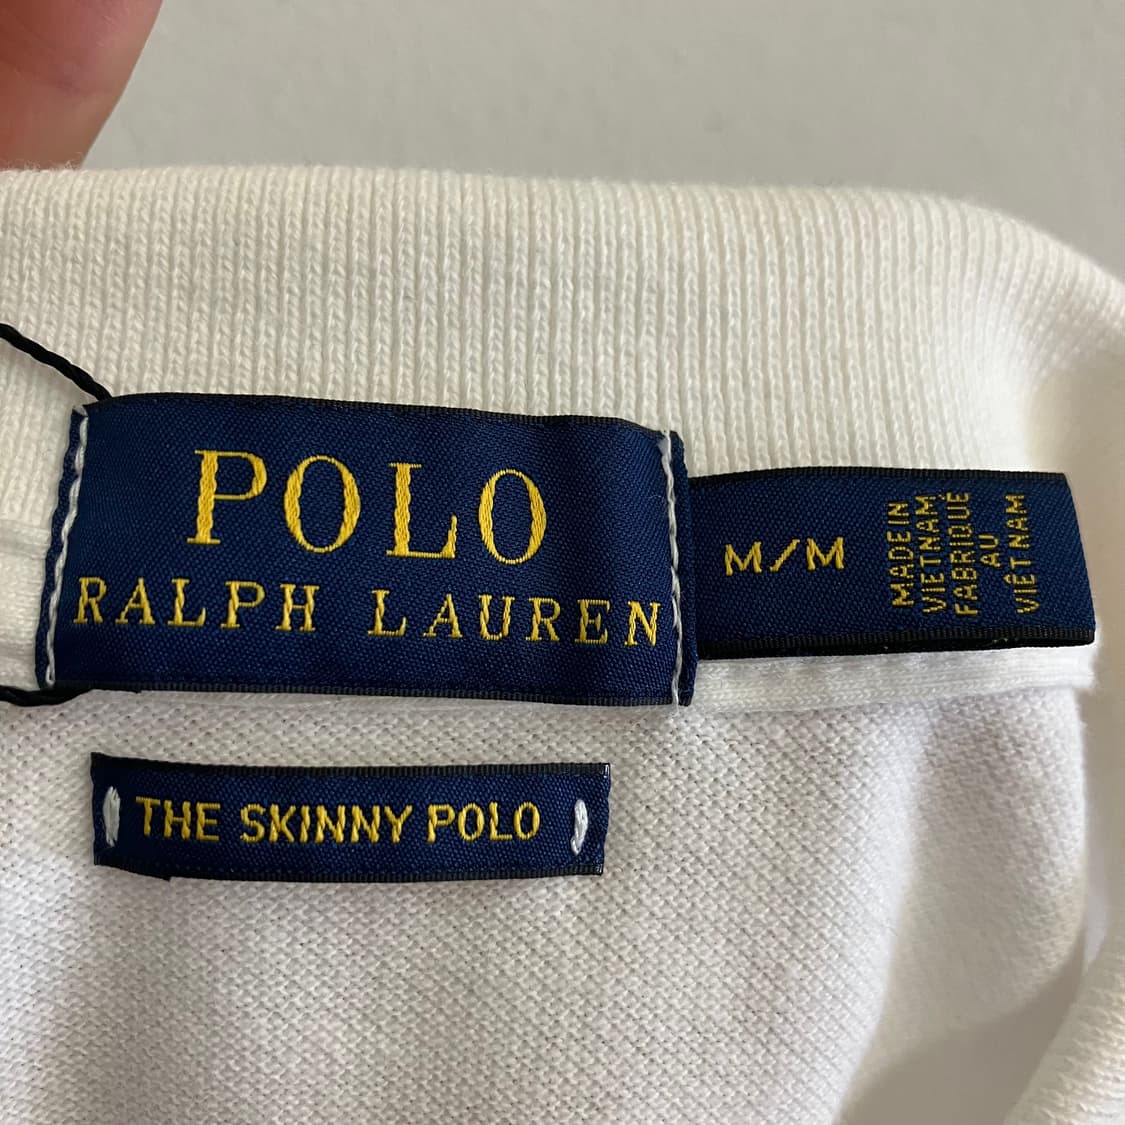 POLO
RALPH LAUREN
M/M
MADE IN
VIETNAM
FABRIQUÉ
AU
VIÊT NAM
THE SKINNY POLO